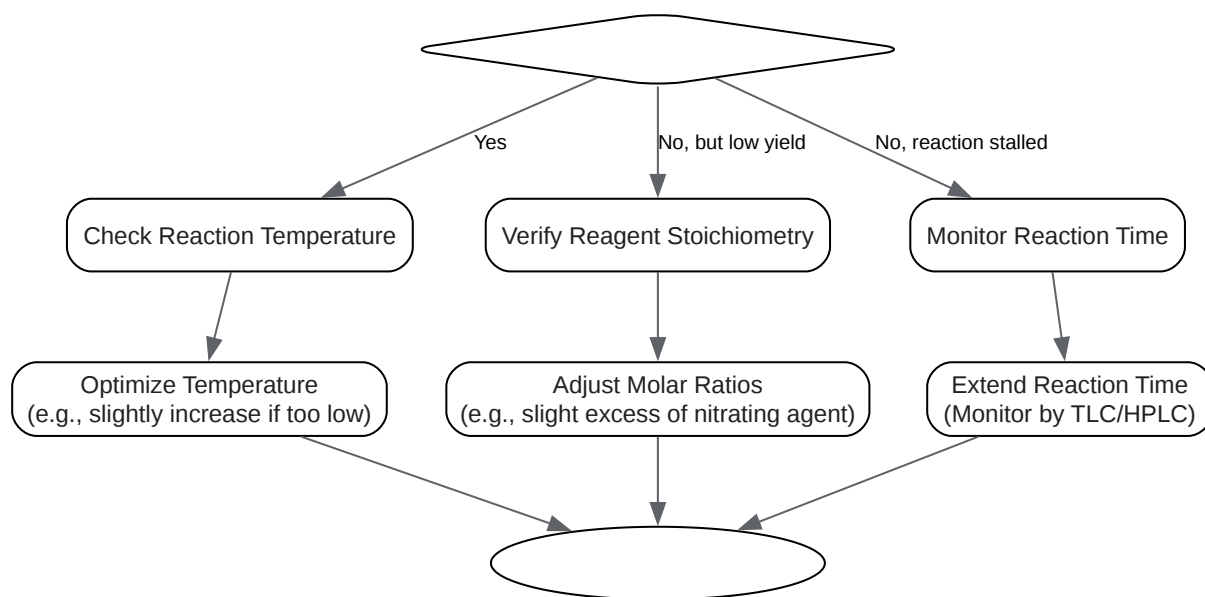 Yes
No, but low yield
No, reaction stalled
Check Reaction Temperature
Verify Reagent Stoichiometry
Monitor Reaction Time
Optimize Temperature
(e.g., slightly increase if too low)
Adjust Molar Ratios
(e.g., slight excess of nitrating agent)
Extend Reaction Time
(Monitor by TLC/HPLC)